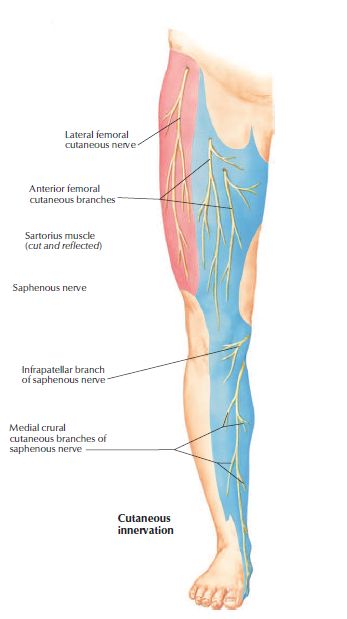 Lateral femoral
cutaneous nerve
Anterior femoral
cutaneous branches
Sartorius muscle
(cut and reflected)
Saphenous nerve
Infrapatellar branch
of saphenous nerve
Medial crural
cutaneous branches of
saphenous nerve
Cutaneous
innervation